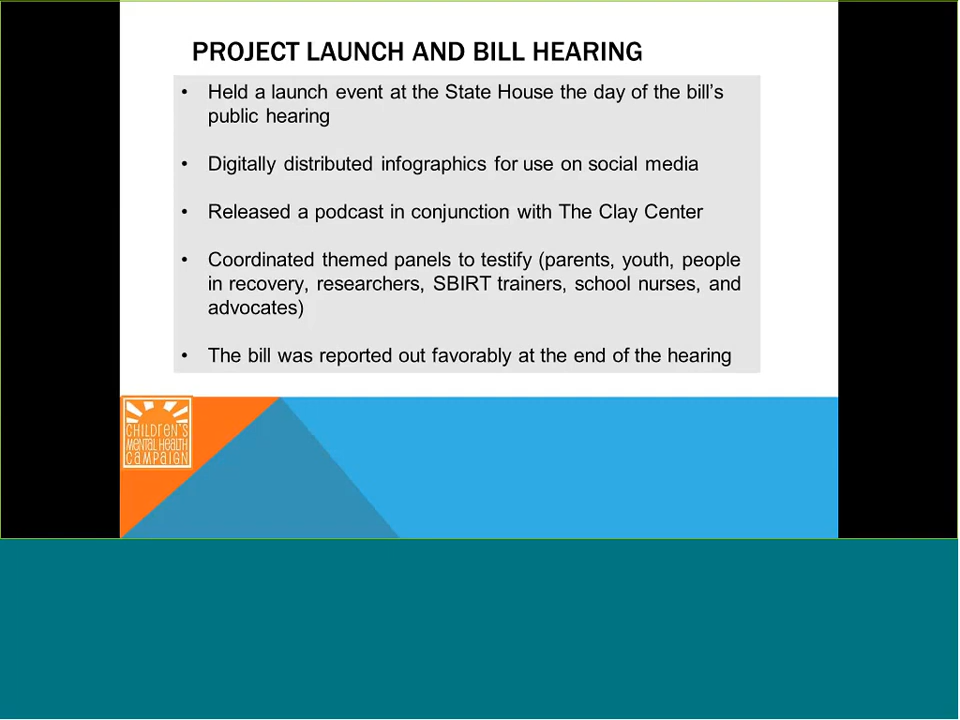 PROJECT LAUNCH AND BILL HEARING
• Held a launch event at the State House the day of the bill's
public hearing
• Digitally distributed infographics for use on social media
• Released a podcast in conjunction with The Clay Center
• Coordinated themed panels to testify (parents, youth, people
in recovery, researchers, SBIRT trainers, school nurses, and
advocates)
• The bill was reported out favorably at the end of the hearing
CHILDREN'S
MENTAL HEALTH
CAMPAIGN